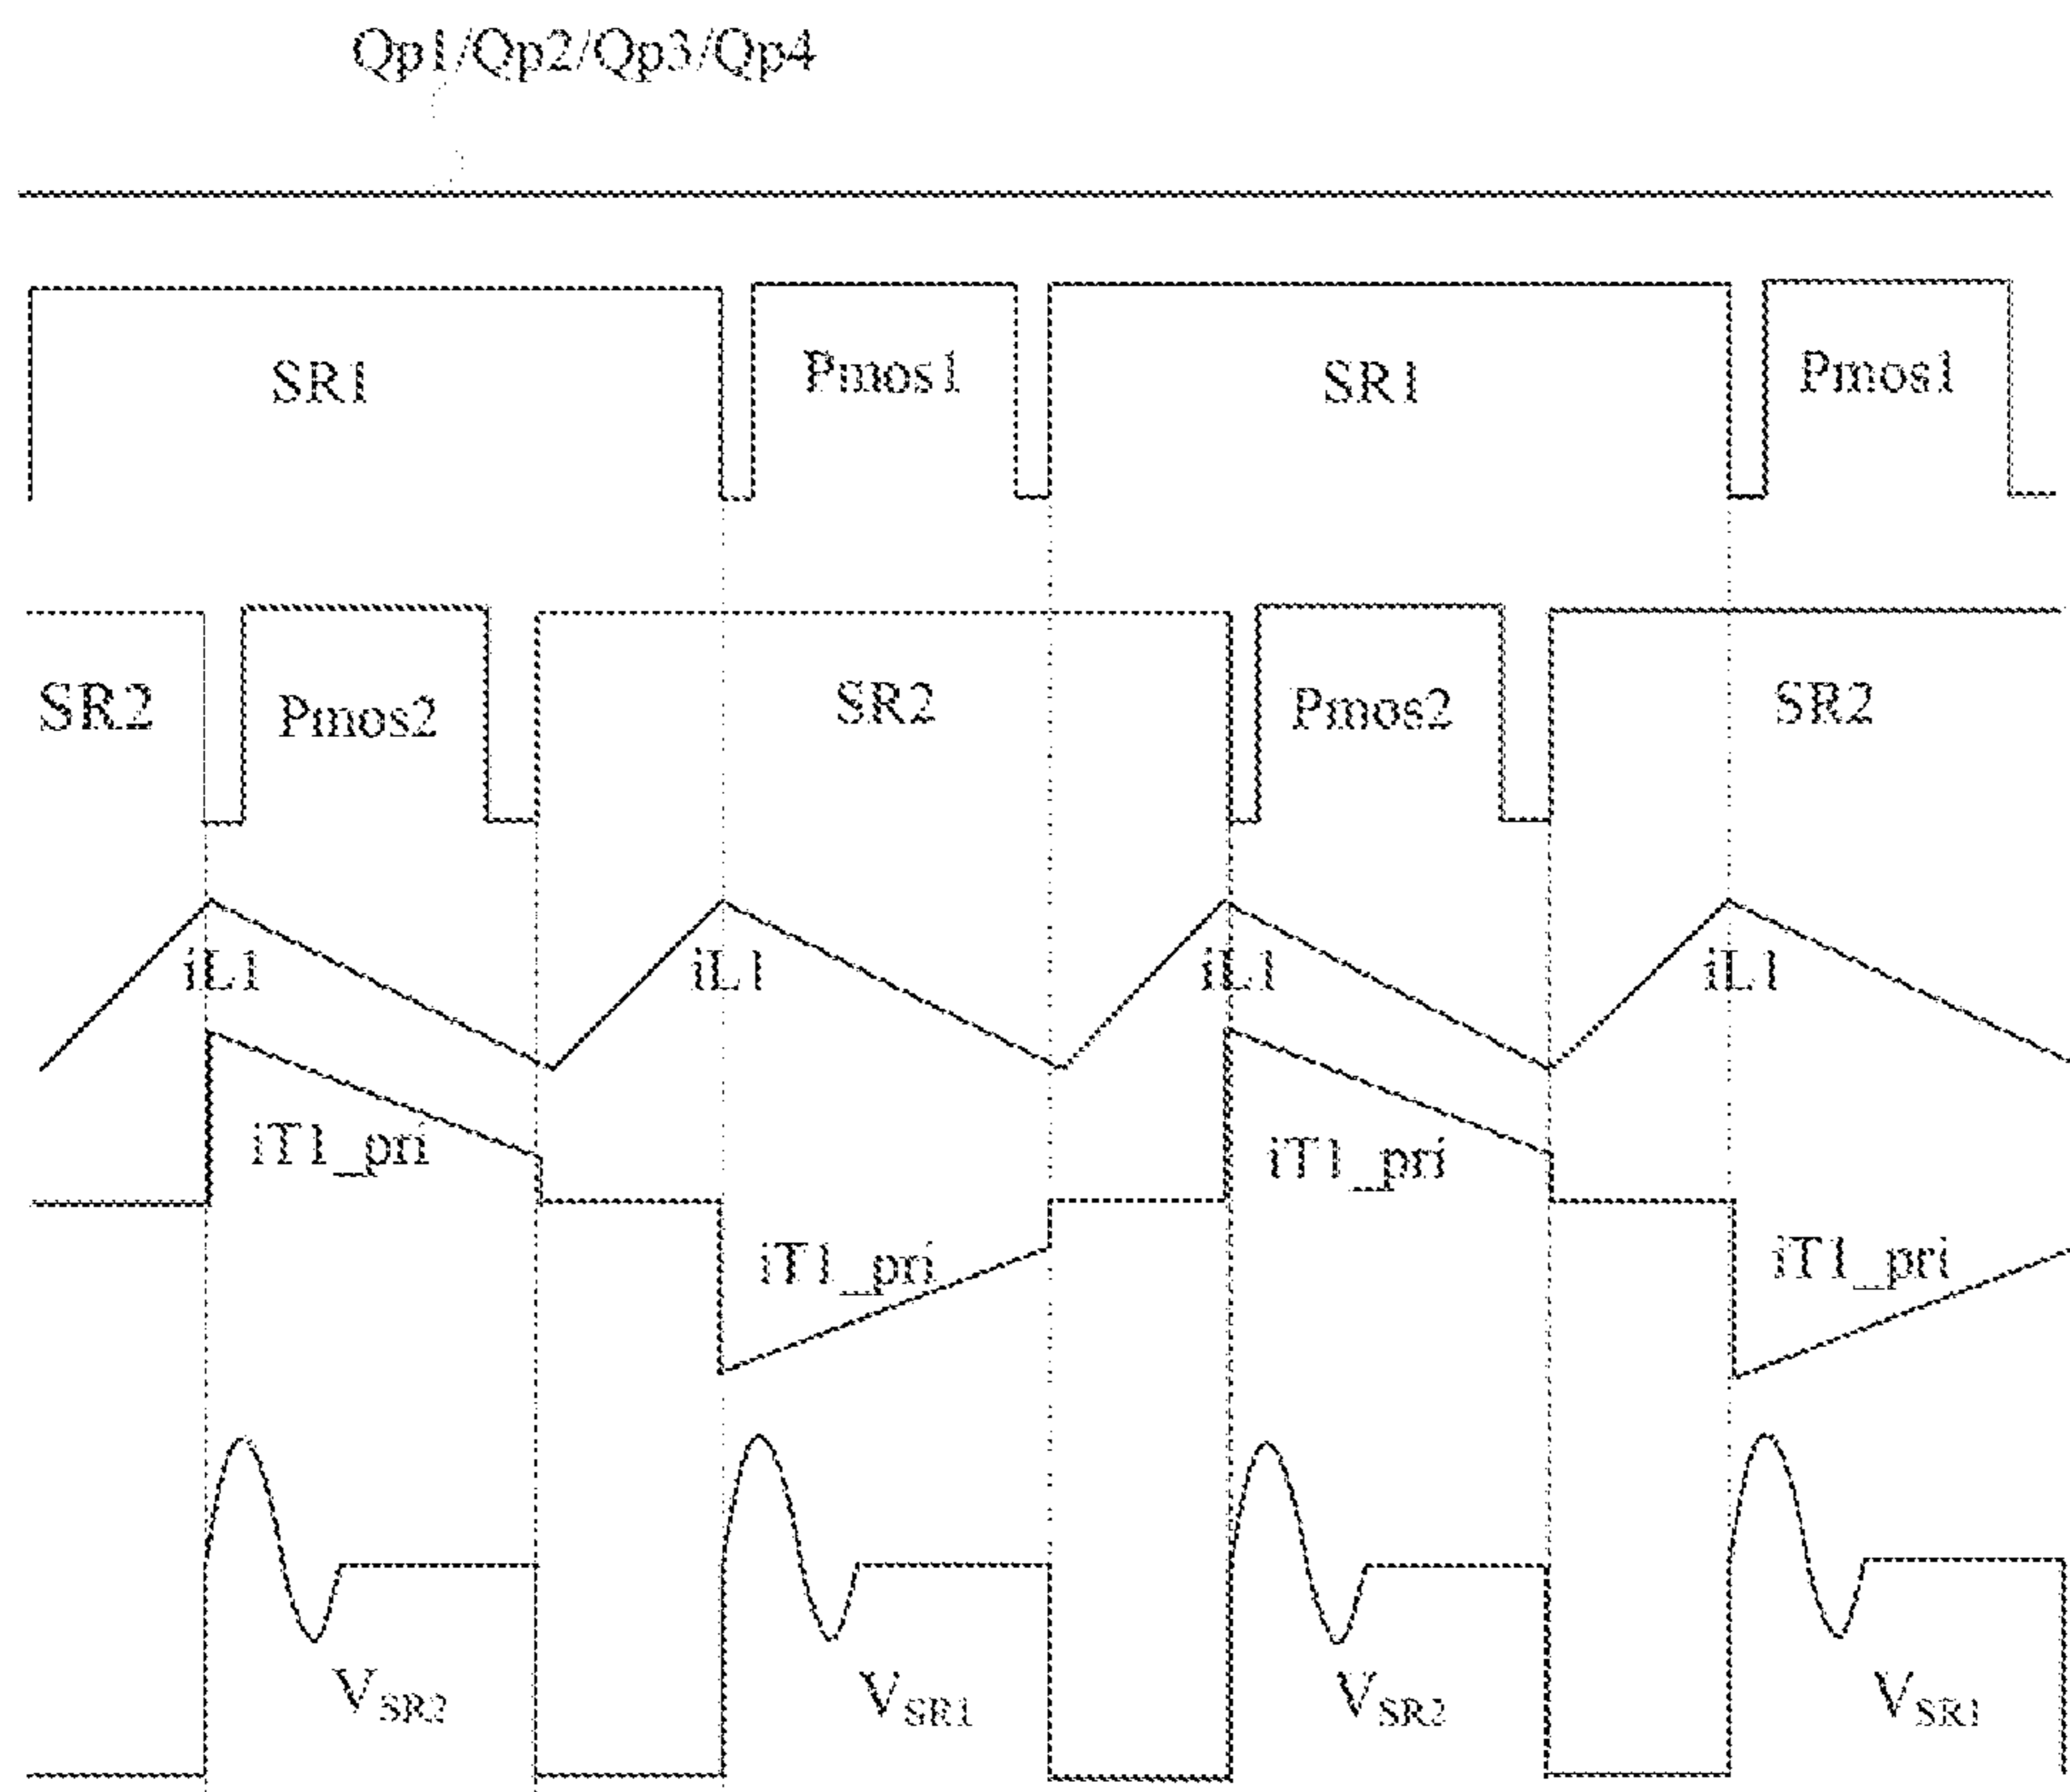 Qp1/Qp2/Qp3/Qp4
SR1 Pmos1 SR1 Pmos1
SR2 Pmos2 SR2 Pmos2 SR2
iL1 iL1 iL1 iL1
iT1_pri iT1_pri
iT1_pri iT1_pri
VSR2 VSR1 VSR2 VSR1